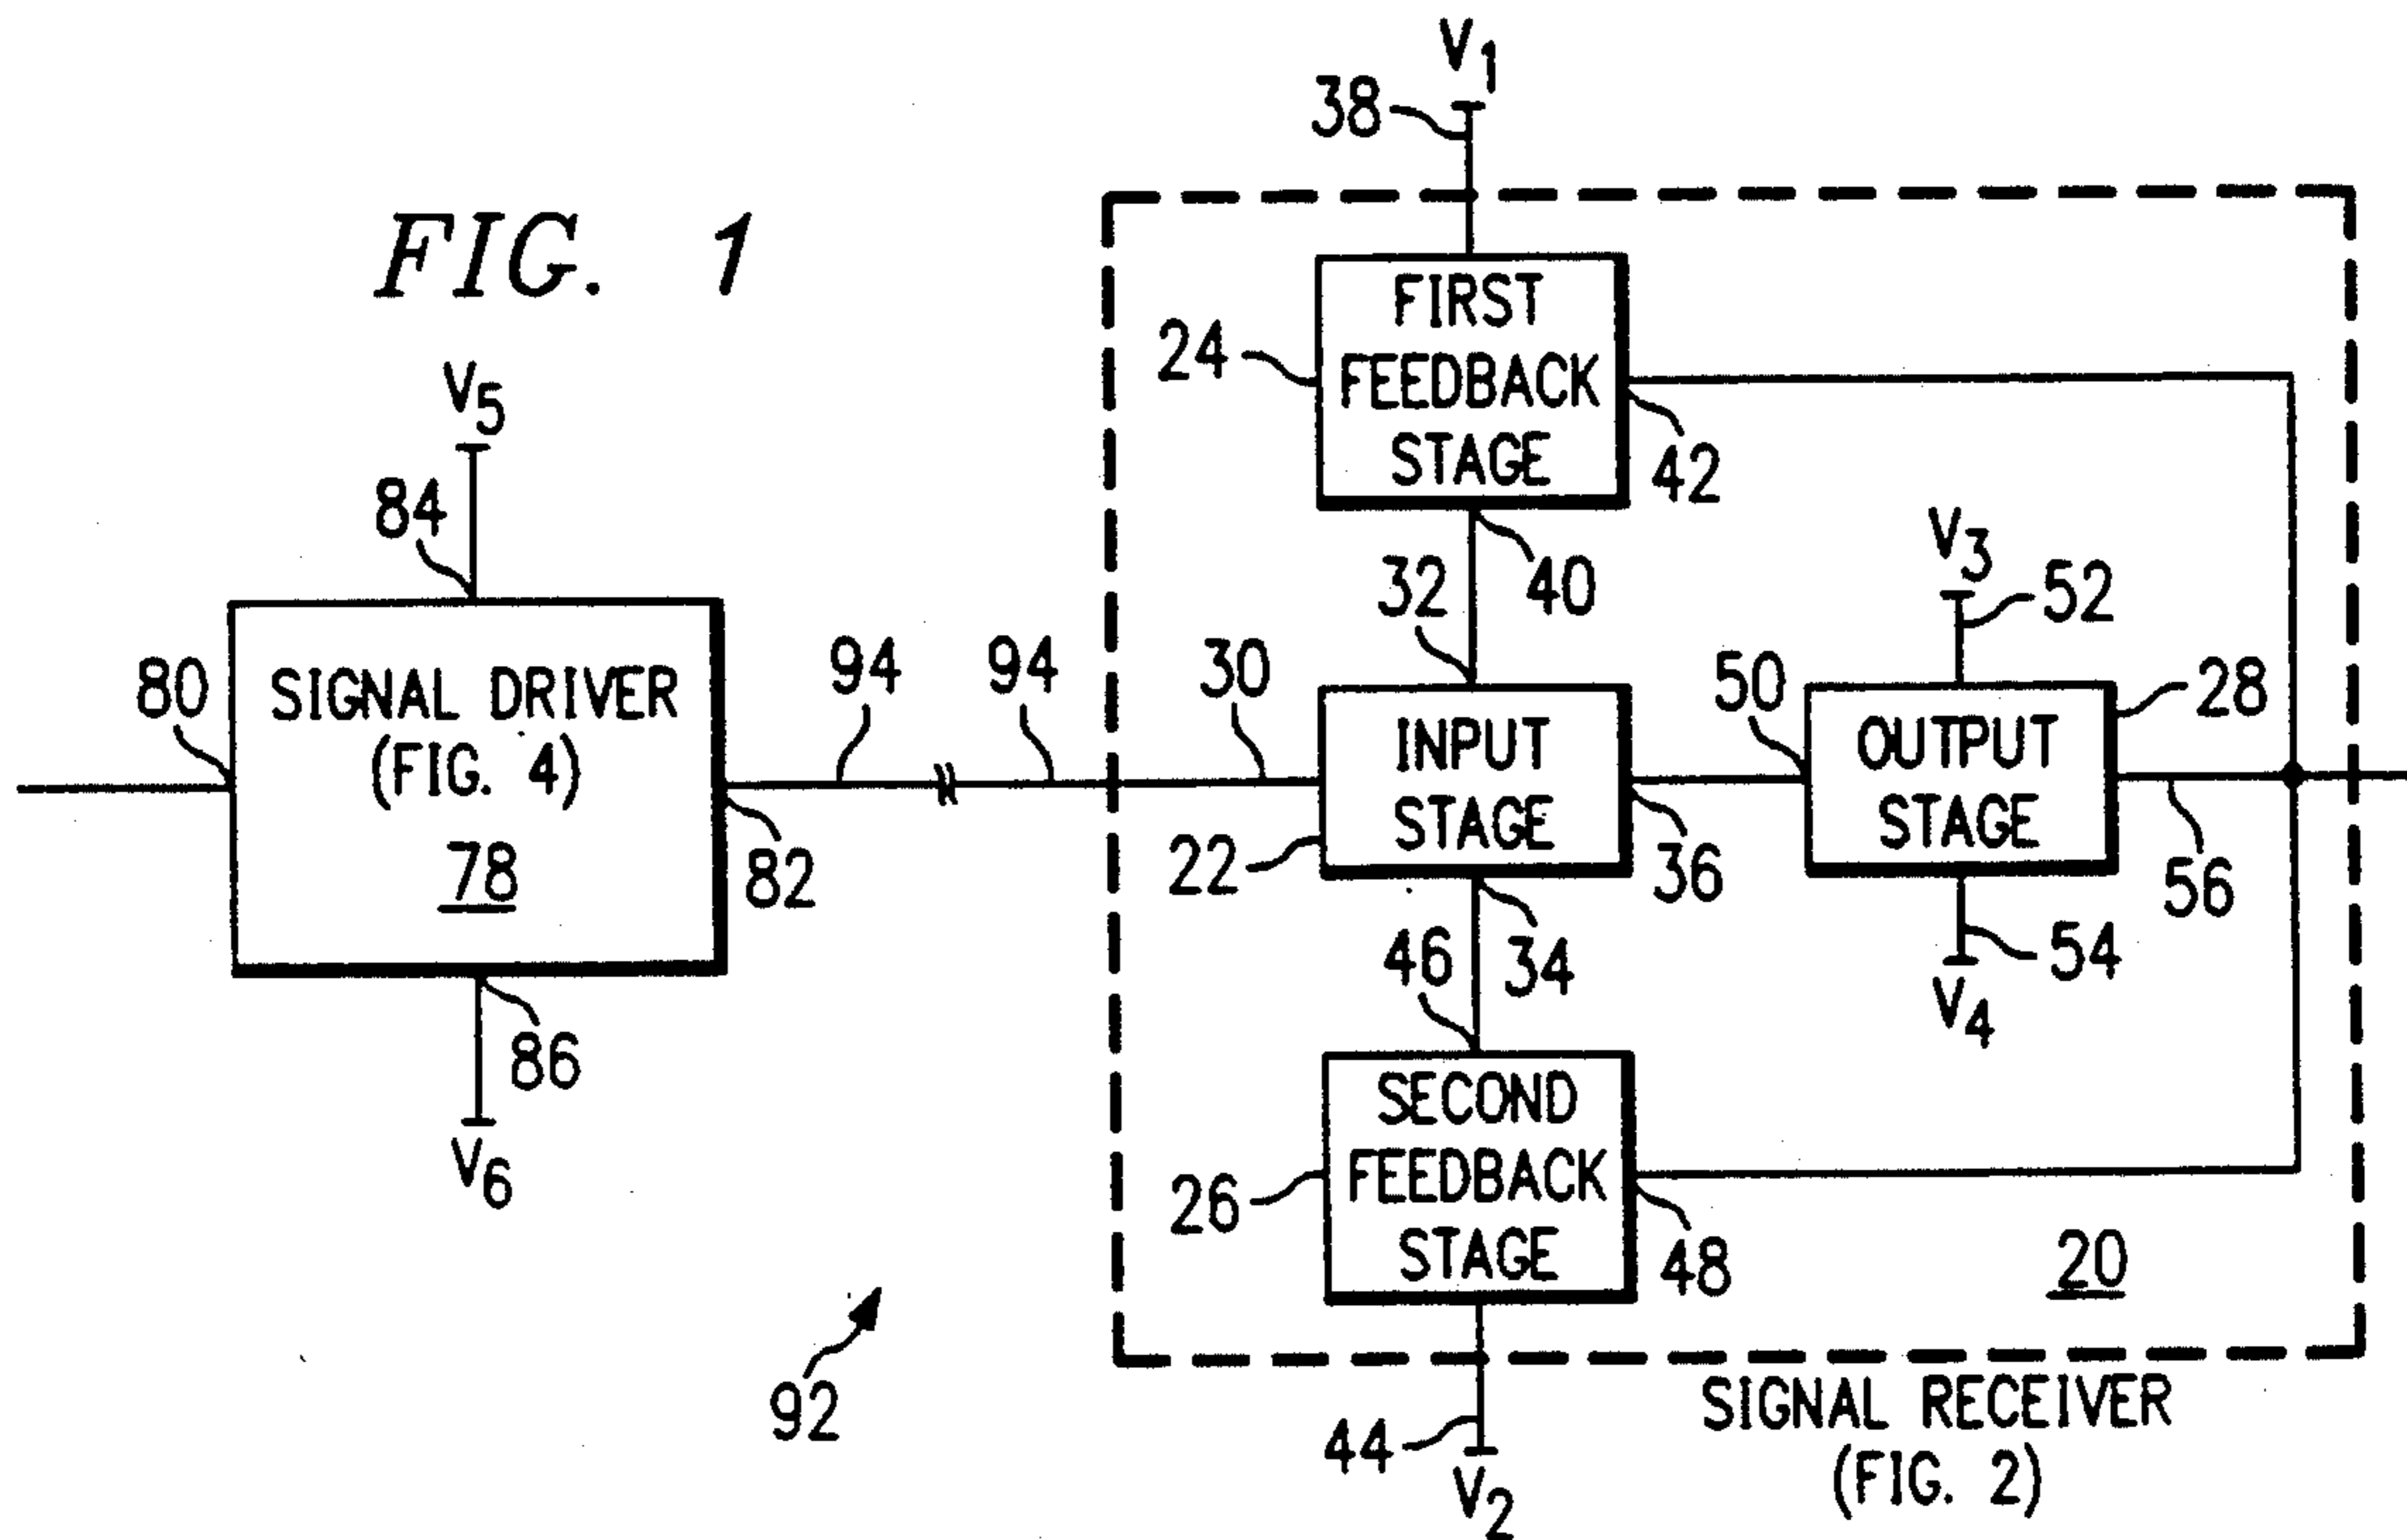 FIG. 1
V1
38
FIRST
FEEDBACK
STAGE
24
42
V5
84
32
40
V3
52
80
SIGNAL DRIVER
(FIG. 4)
78
94
94
82
30
INPUT
STAGE
22
36
50
OUTPUT
STAGE
28
56
54
V4
46
34
86
V6
SECOND
FEEDBACK
STAGE
26
48
20
92
44
V2
SIGNAL RECEIVER
(FIG. 2)